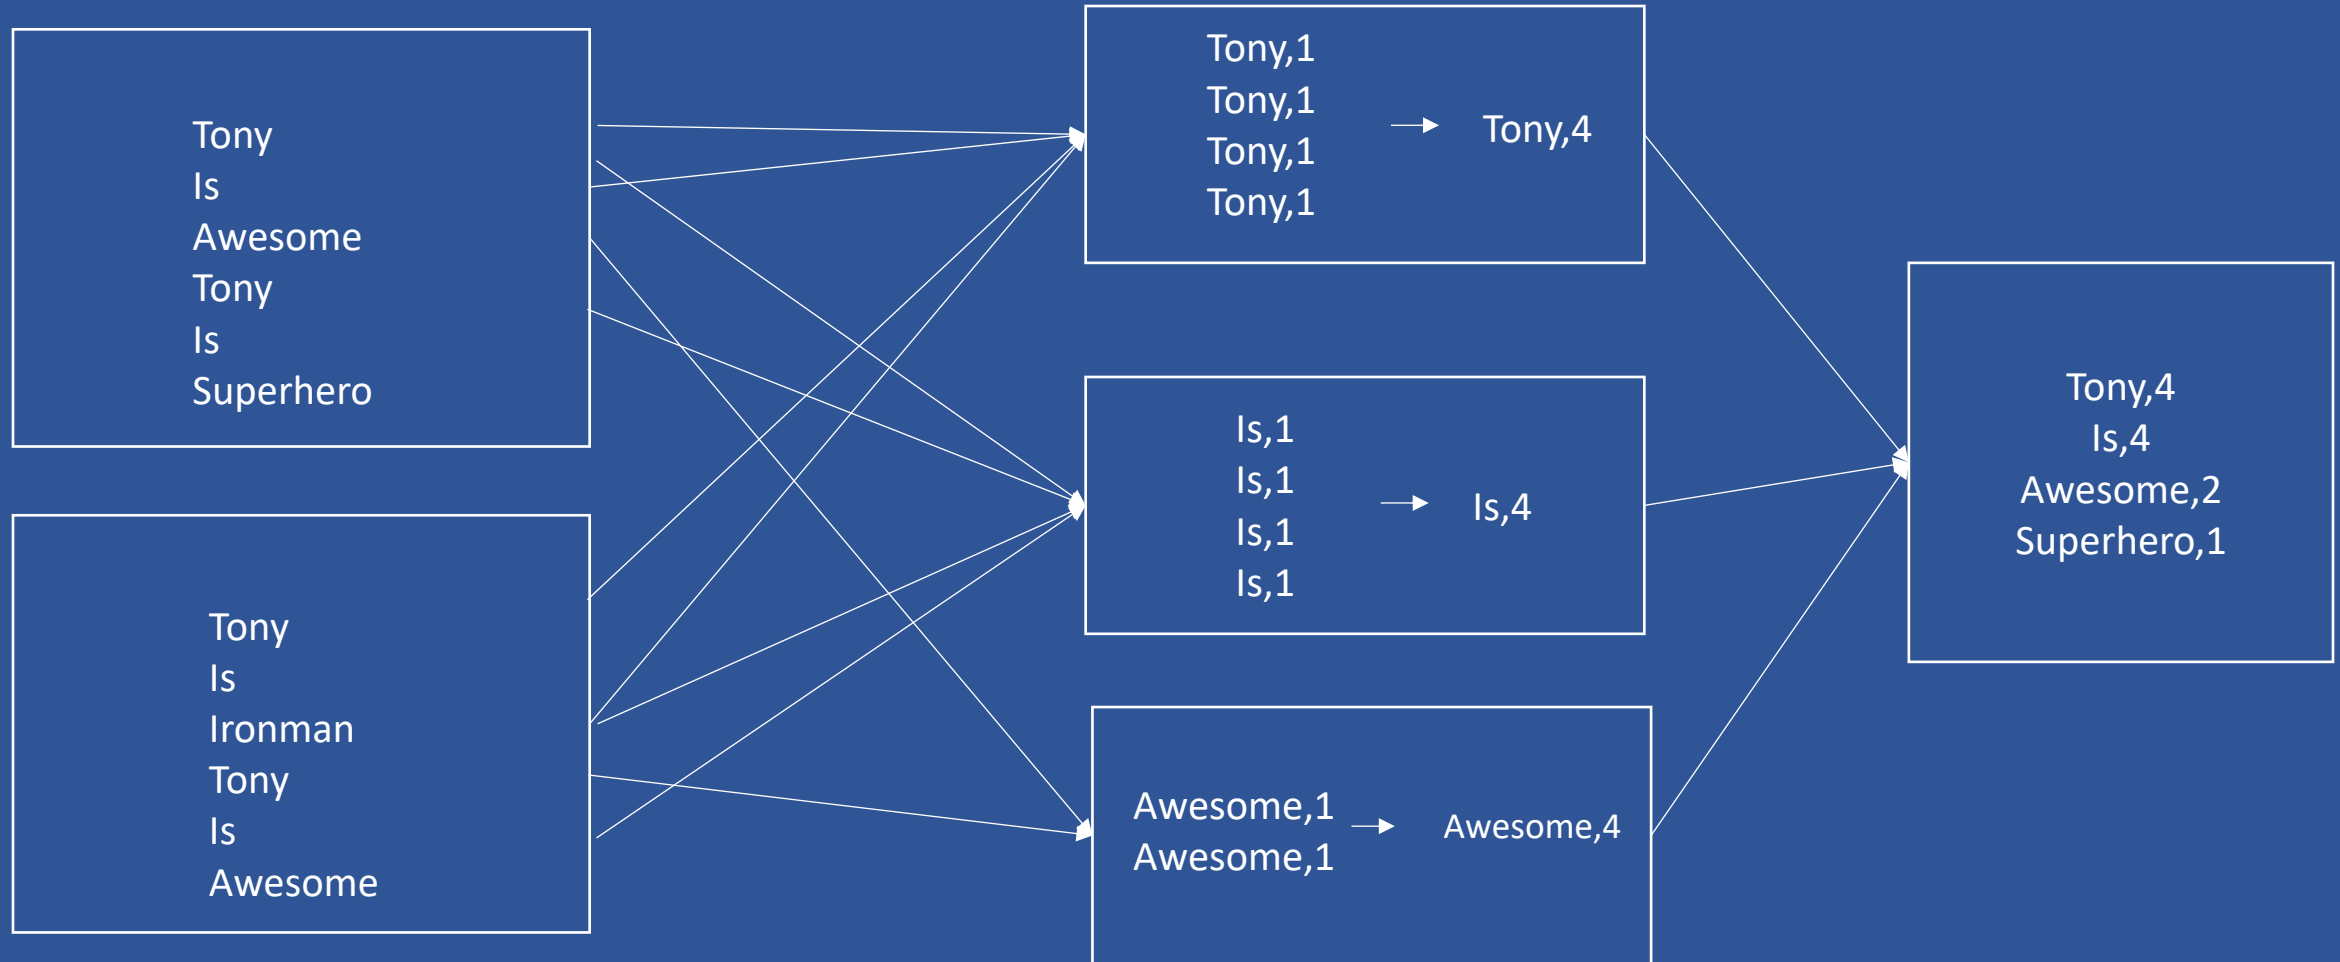 Tony
Is
Awesome
Tony
Is
Superhero
Tony
Is
Ironman
Tony
Is
Awesome
Tony,1
Tony,1
Tony,1
Tony,1
Tony,4
Is,1
Is,1
Is,1
Is,1
Is,4
Awesome,1
Awesome,1
Awesome,4
Tony,4
Is,4
Awesome,2
Superhero,1